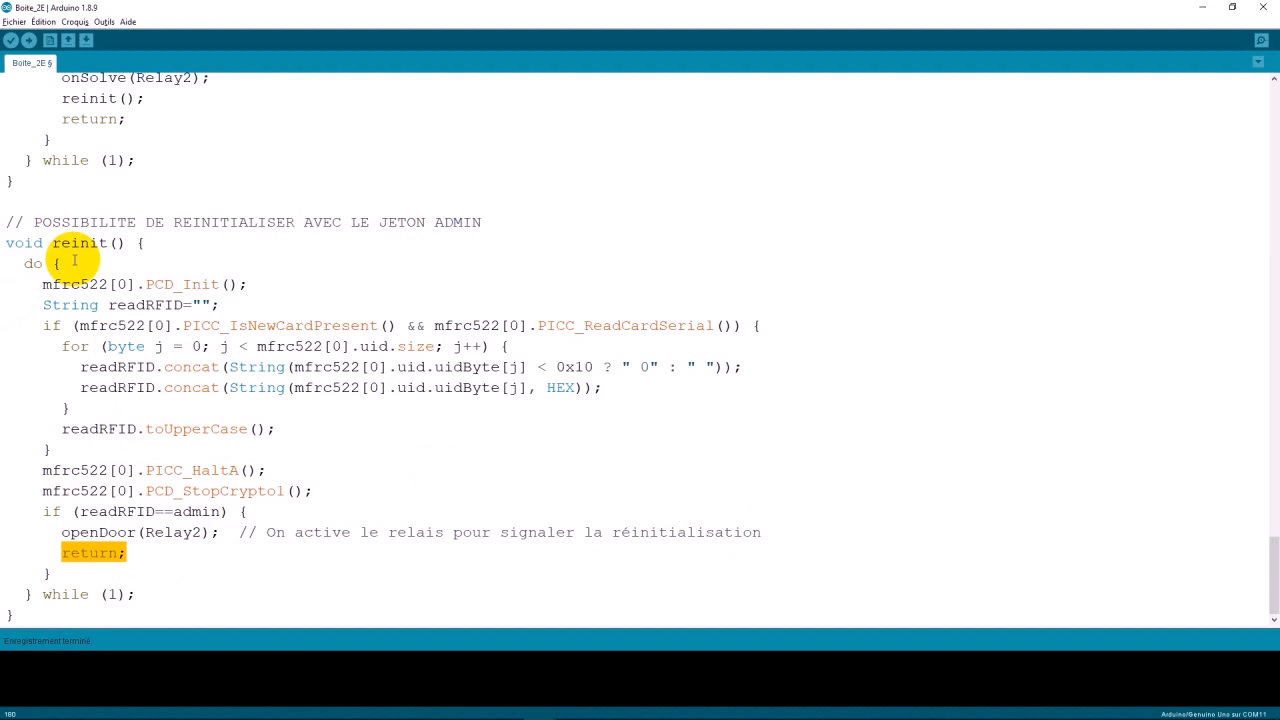 Boite_2E | Arduino 1.8.9
Fichier Édition Croquis Outils Aide
Boite_2E §
onSolve(Relay2);
reinit();
return;
}
} while (1);
}
// POSSIBILITE DE REINITIALISER AVEC LE JETON ADMIN
void reinit() {
do {
mfrc522[0].PCD_Init();
String readRFID="";
if (mfrc522[0].PICC_IsNewCardPresent() && mfrc522[0].PICC_ReadCardSerial()) {
for (byte j = 0; j < mfrc522[0].uid.size; j++) {
readRFID.concat(String(mfrc522[0].uid.uidByte[j] < 0x10 ? " 0" : " "));
readRFID.concat(String(mfrc522[0].uid.uidByte[j], HEX));
}
readRFID.toUpperCase();
}
mfrc522[0].PICC_HaltA();
mfrc522[0].PCD_StopCrypto1();
if (readRFID==admin) {
openDoor(Relay2);  // On active le relais pour signaler la réinitialisation
return;
}
} while (1);
}
Enregistrement terminé
180
Arduino/Genuino Uno sur COM11